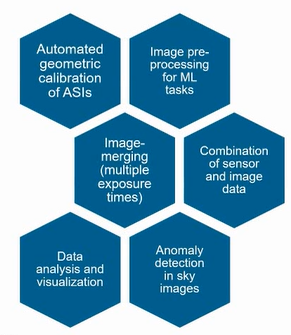 Automated
geometric
calibration
of ASIs
Image pre-
processing
for ML
tasks
Image-
merging
(multiple
exposure
times)
Combination
of sensor
and image
data
Data
analysis and
visualization
Anomaly
detection
in sky
images